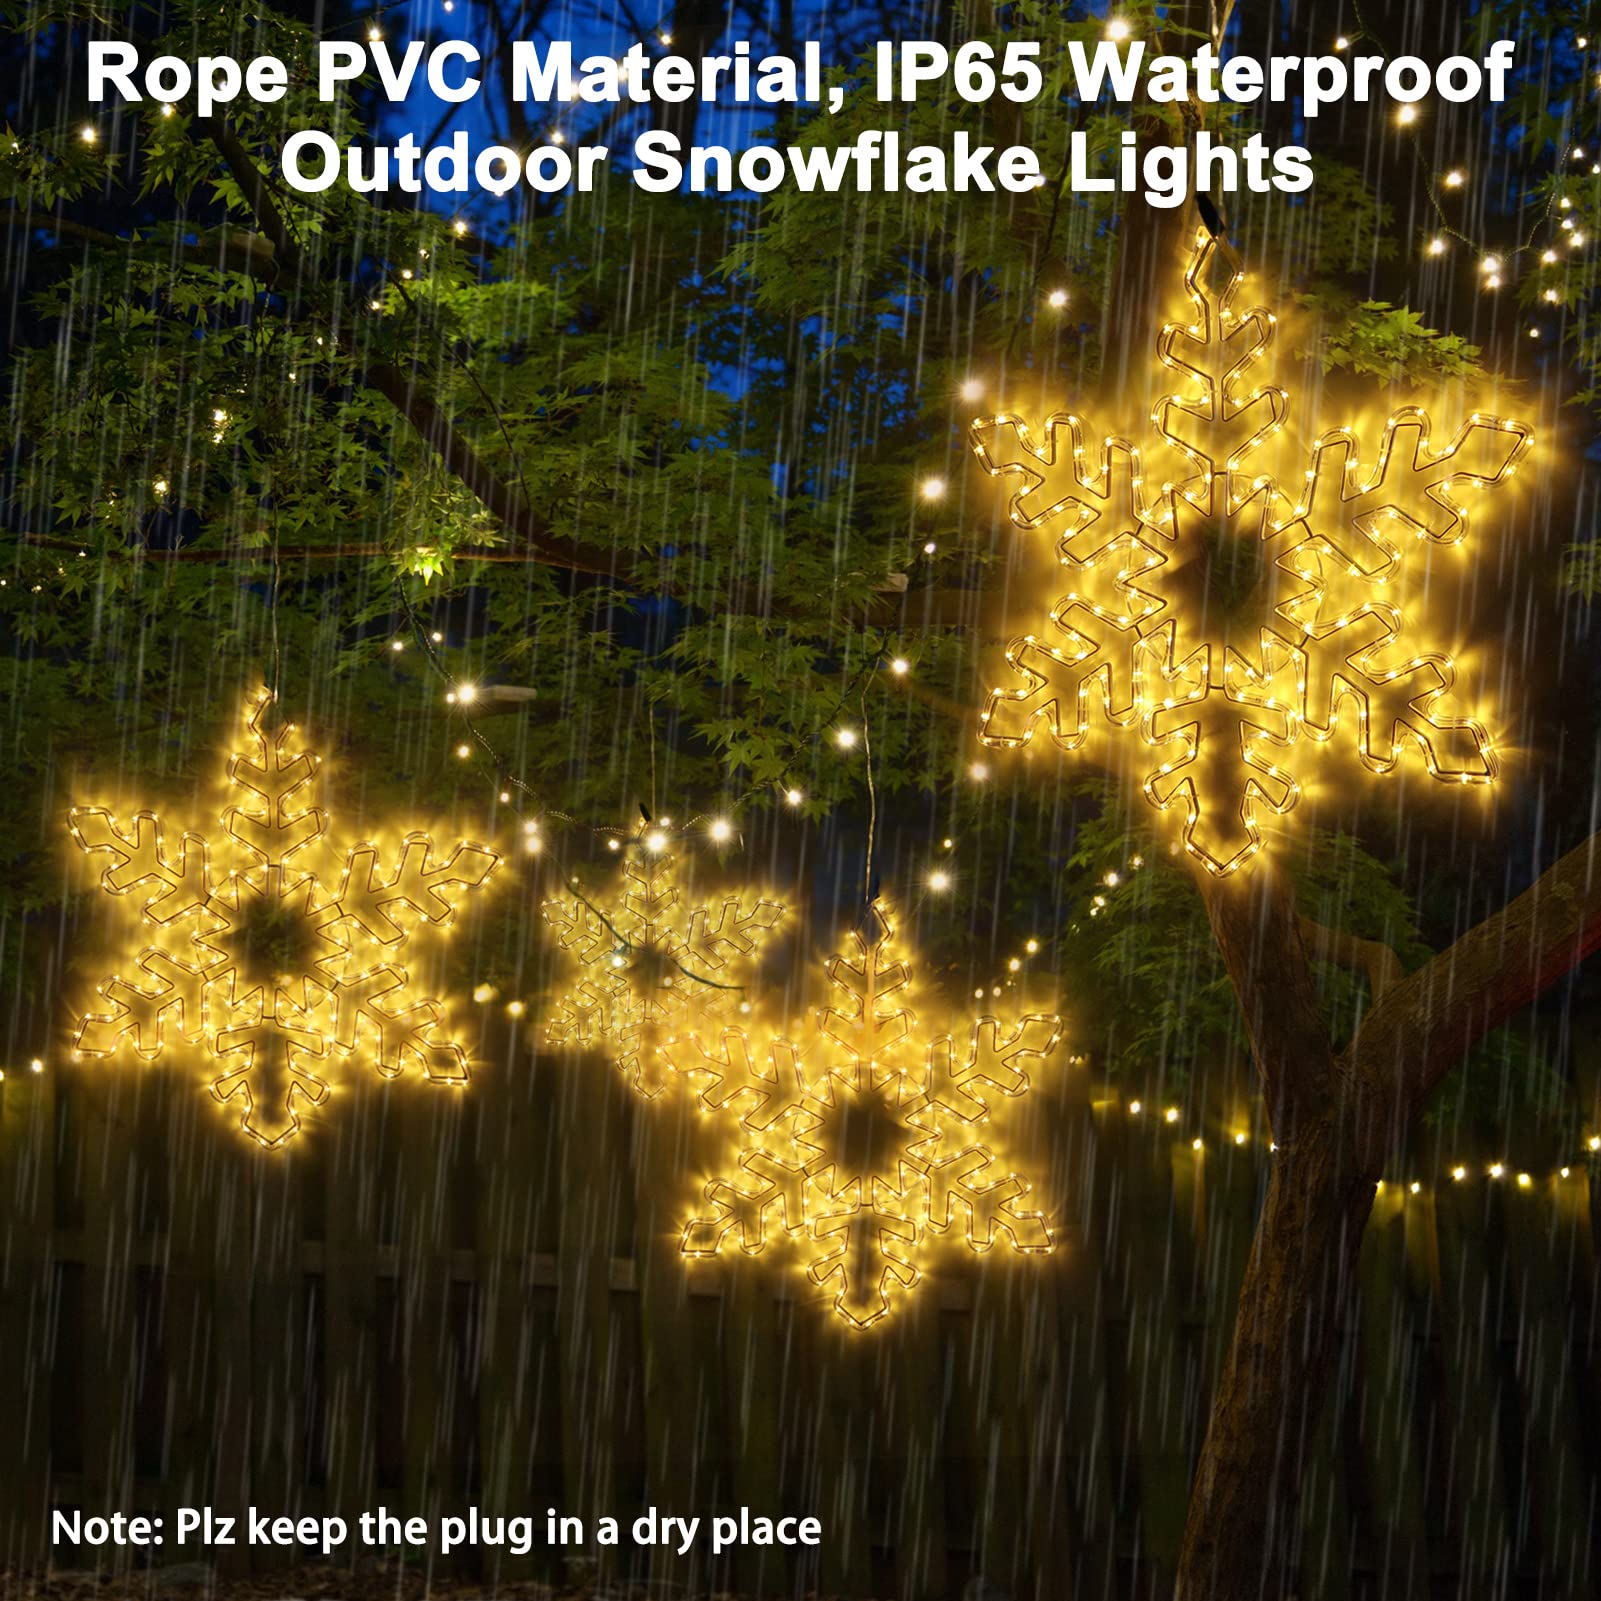 Rope PVC Material, IP65 Waterproof
Outdoor Snowflake Lights
Note: Plz keep the plug in a dry place